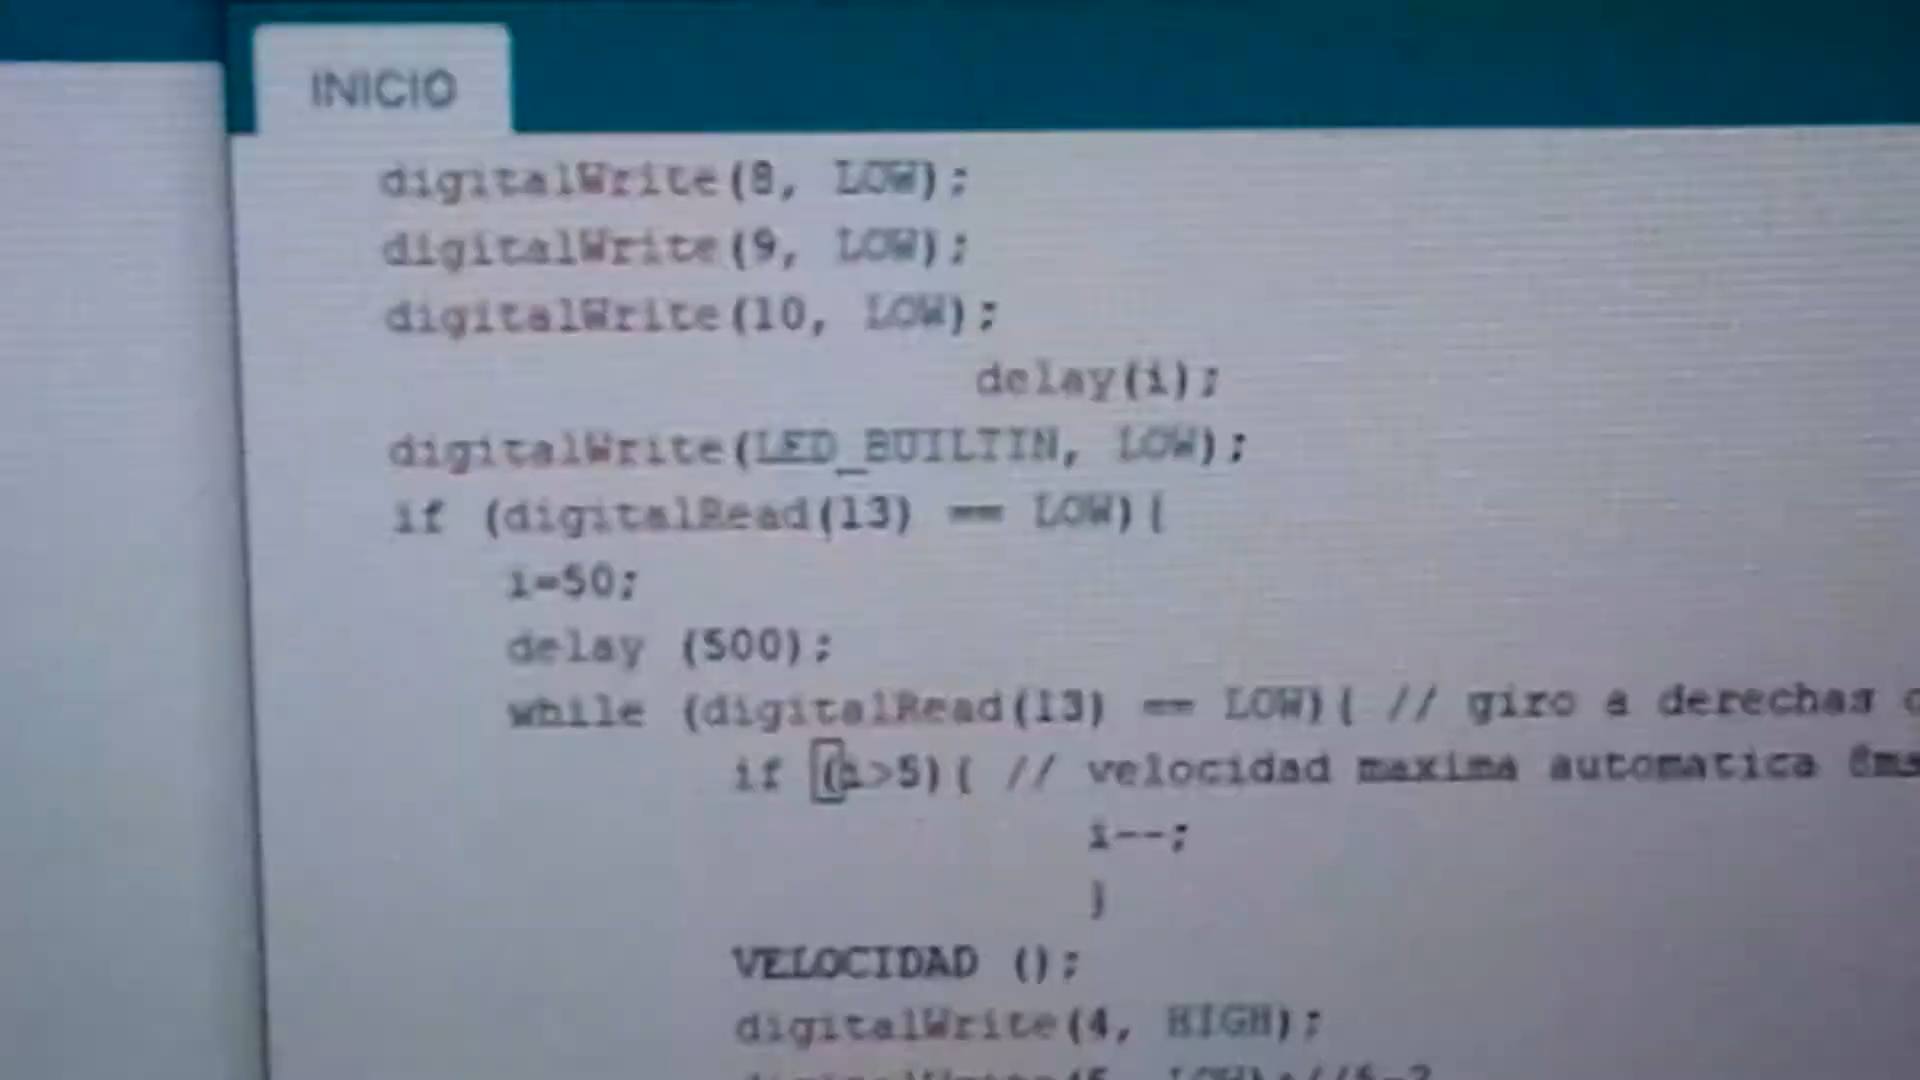 INICIO
digitalWrite(8, LOW);
digitalWrite(9, LOW);
digitalWrite(10, LOW);
delay(i);
digitalWrite(LED_BUILTIN, LOW);
if (digitalRead(13) == LOW){
i=50;
delay (500);
while (digitalRead(13) == LOW){ // giro a derechas
if (i>5){ // velocidad maxima automatica
i--;
}
VELOCIDAD ();
digitalWrite(4, HIGH);